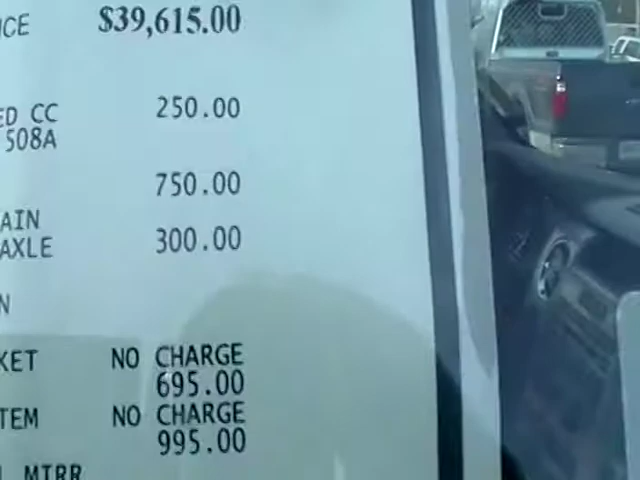 ICE $39,615.00
ED CC 250.00
508A
750.00
AIN
AXLE 300.00
N
KET NO CHARGE
695.00
TEM NO CHARGE
995.00
MIRR